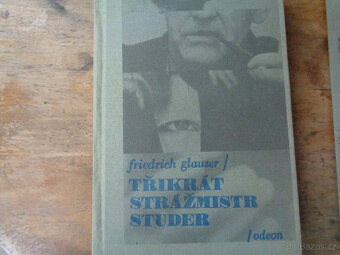 friedrich glauser /
TŘIKRÁT
STRÁŽMISTR
STUDER
/odeon